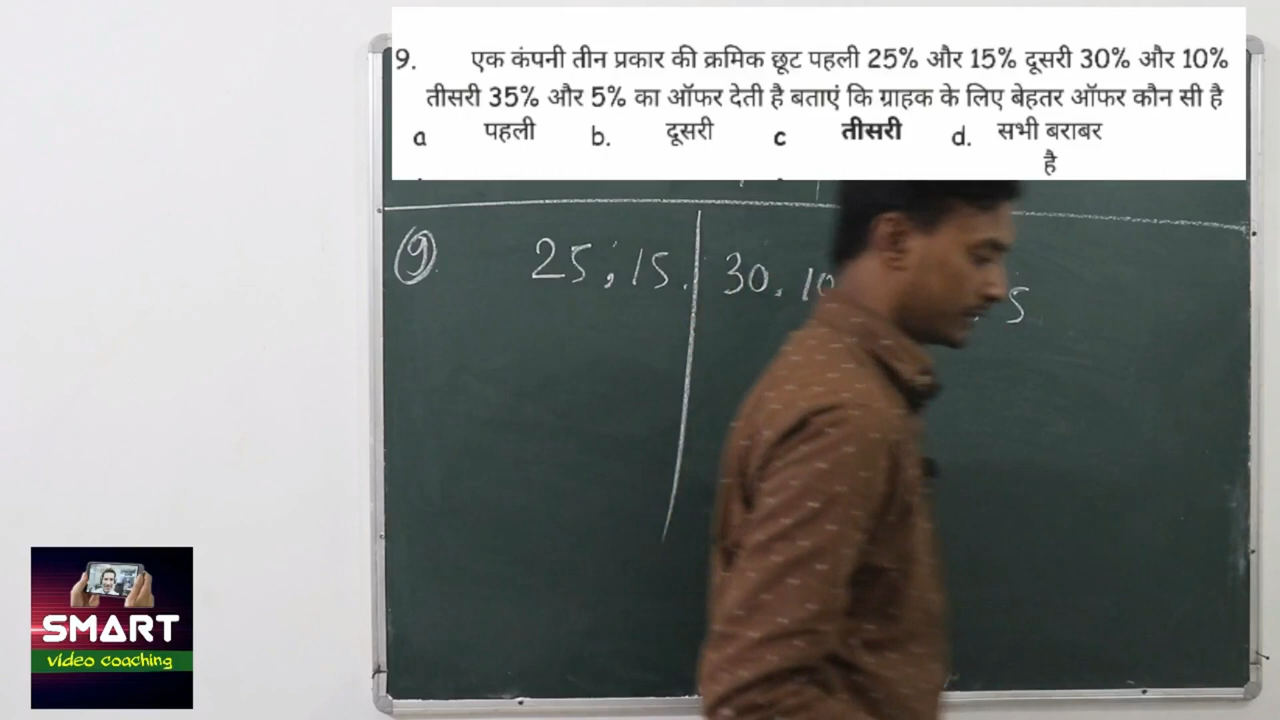 9. एक कंपनी तीन प्रकार की क्रमिक छूट पहली 25% और 15% दूसरी 30% और 10%
तीसरी 35% और 5% का ऑफर देती है बताएं कि ग्राहक के लिए बेहतर ऑफर कौन सी है
a पहली b. दूसरी c तीसरी d. सभी बराबर
है
9 25, 15. 30, 10 5
SMART
video coaching